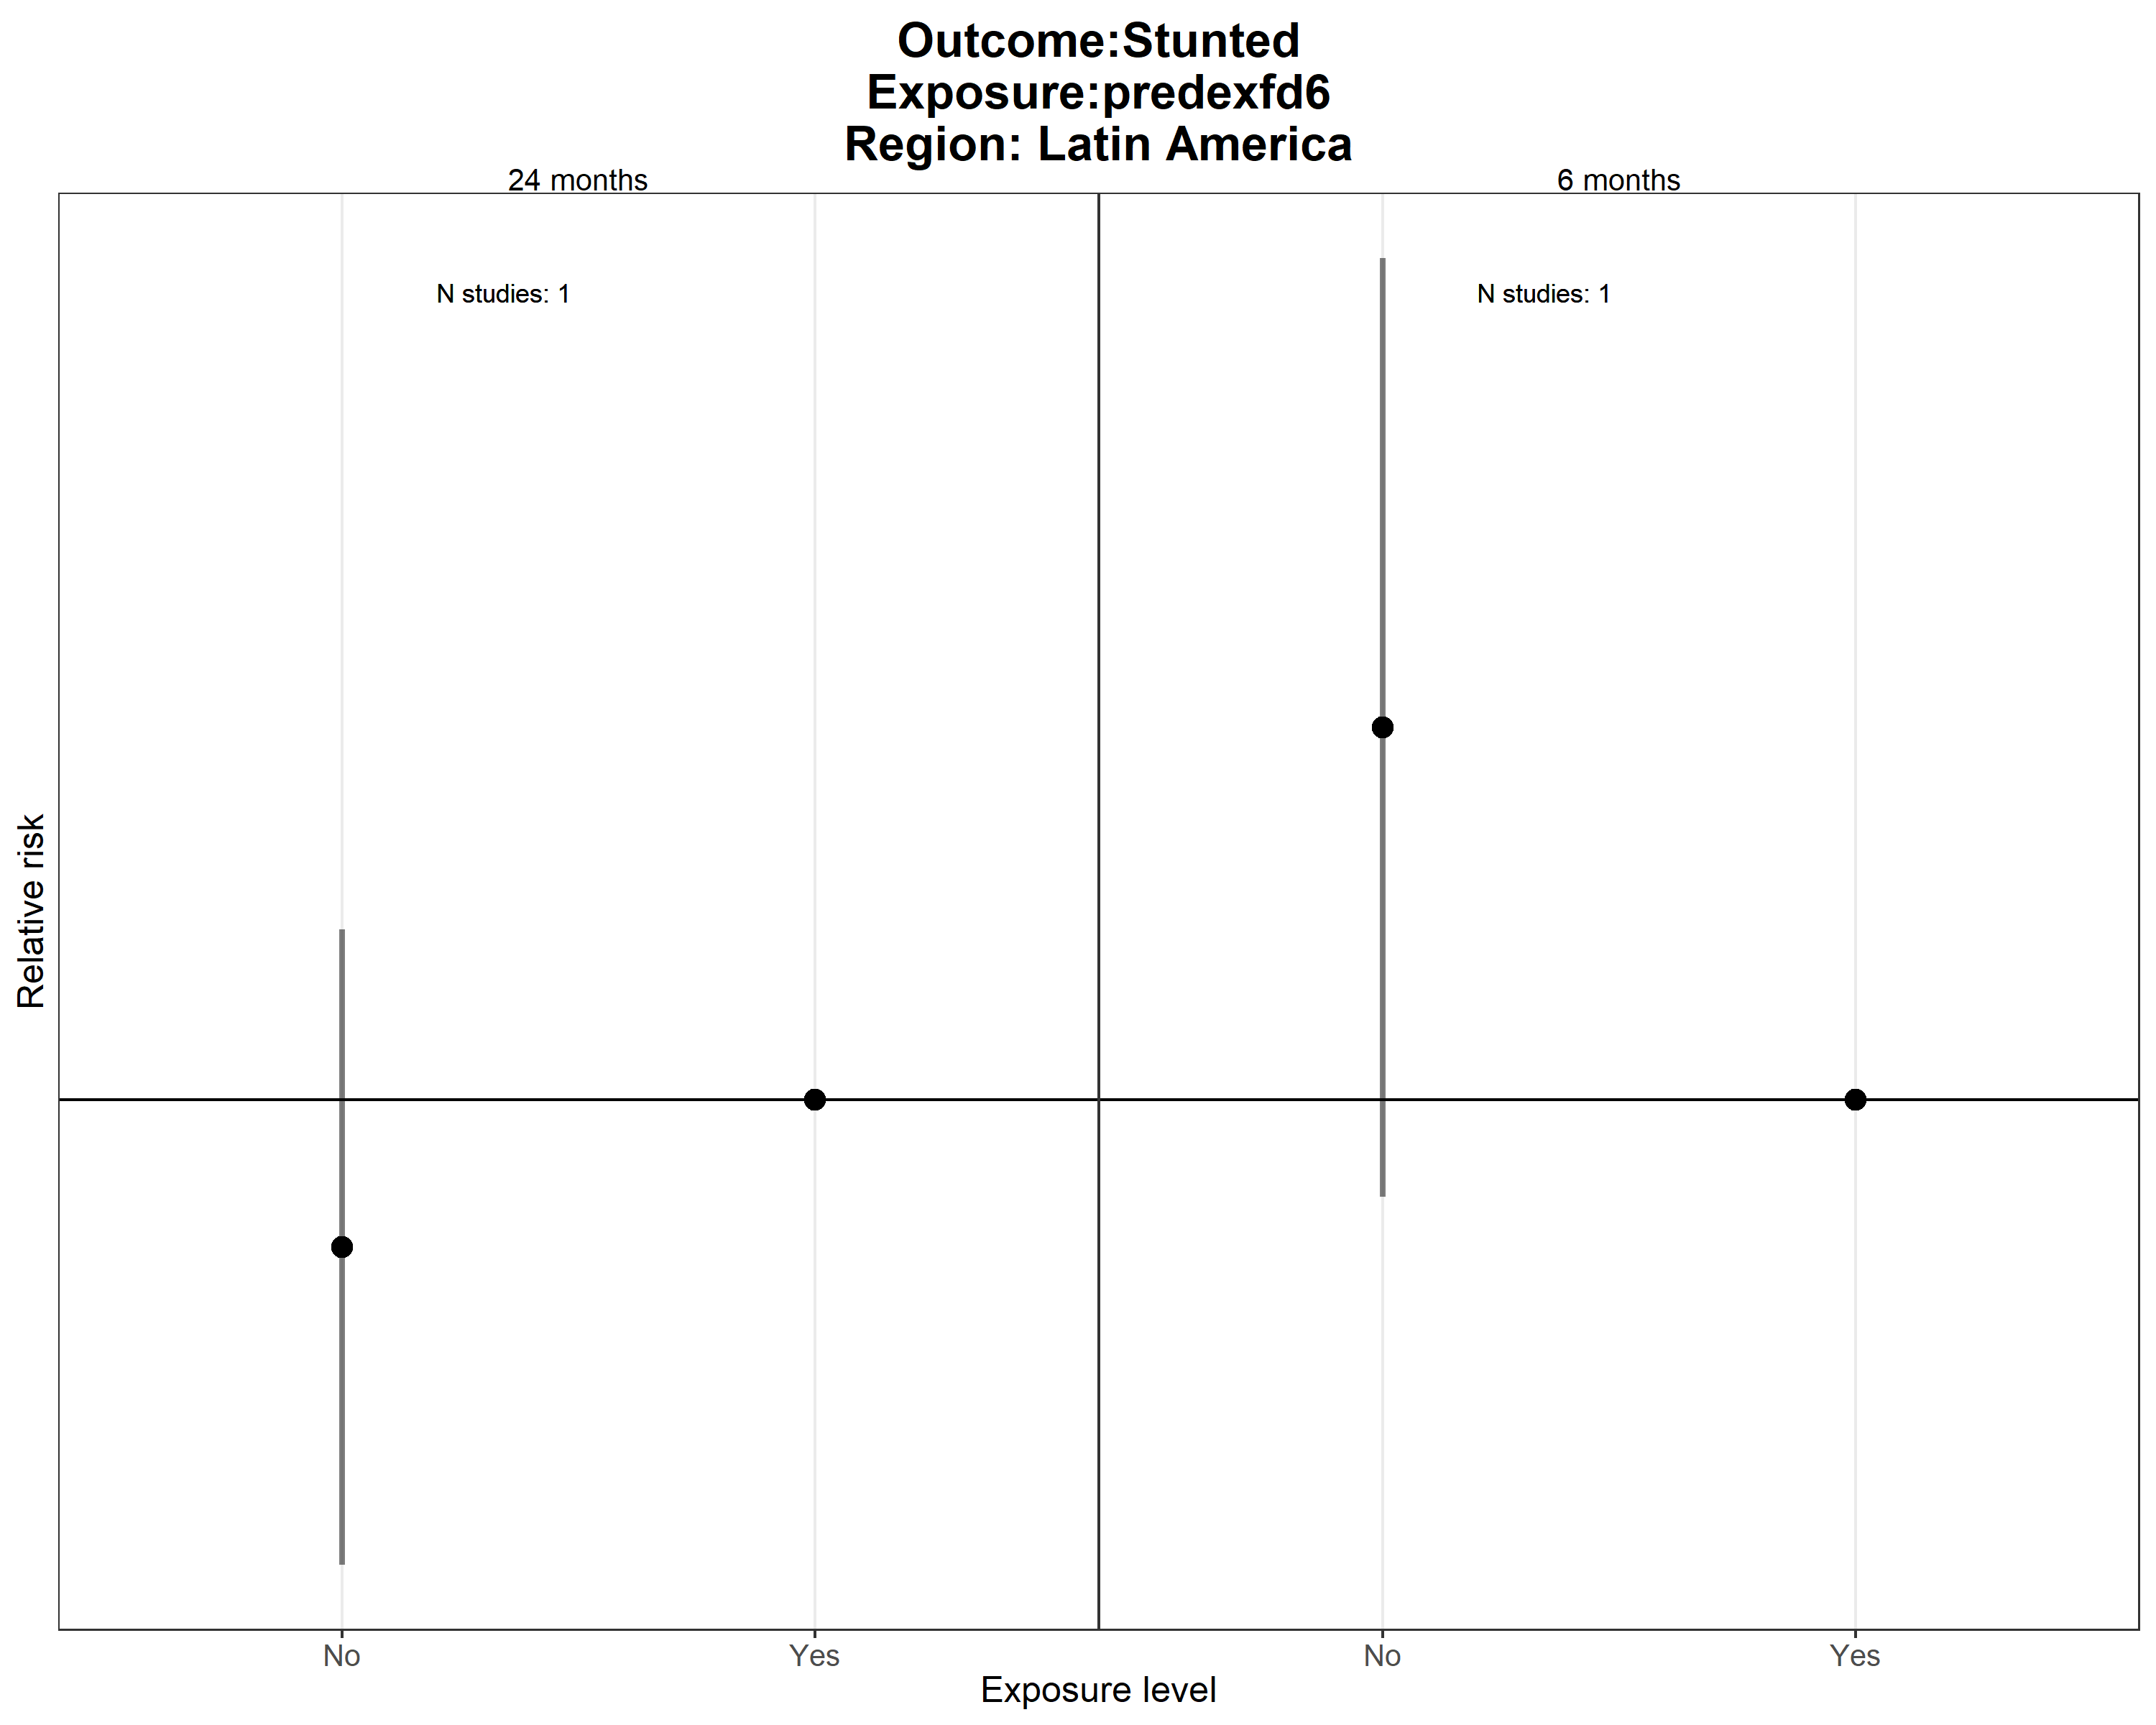 Outcome:Stunted
Exposure:predexfd6
Region: Latin America
24 months
6 months
N studies: 1
N studies: 1
Relative risk
No
Yes
No
Yes
Exposure level